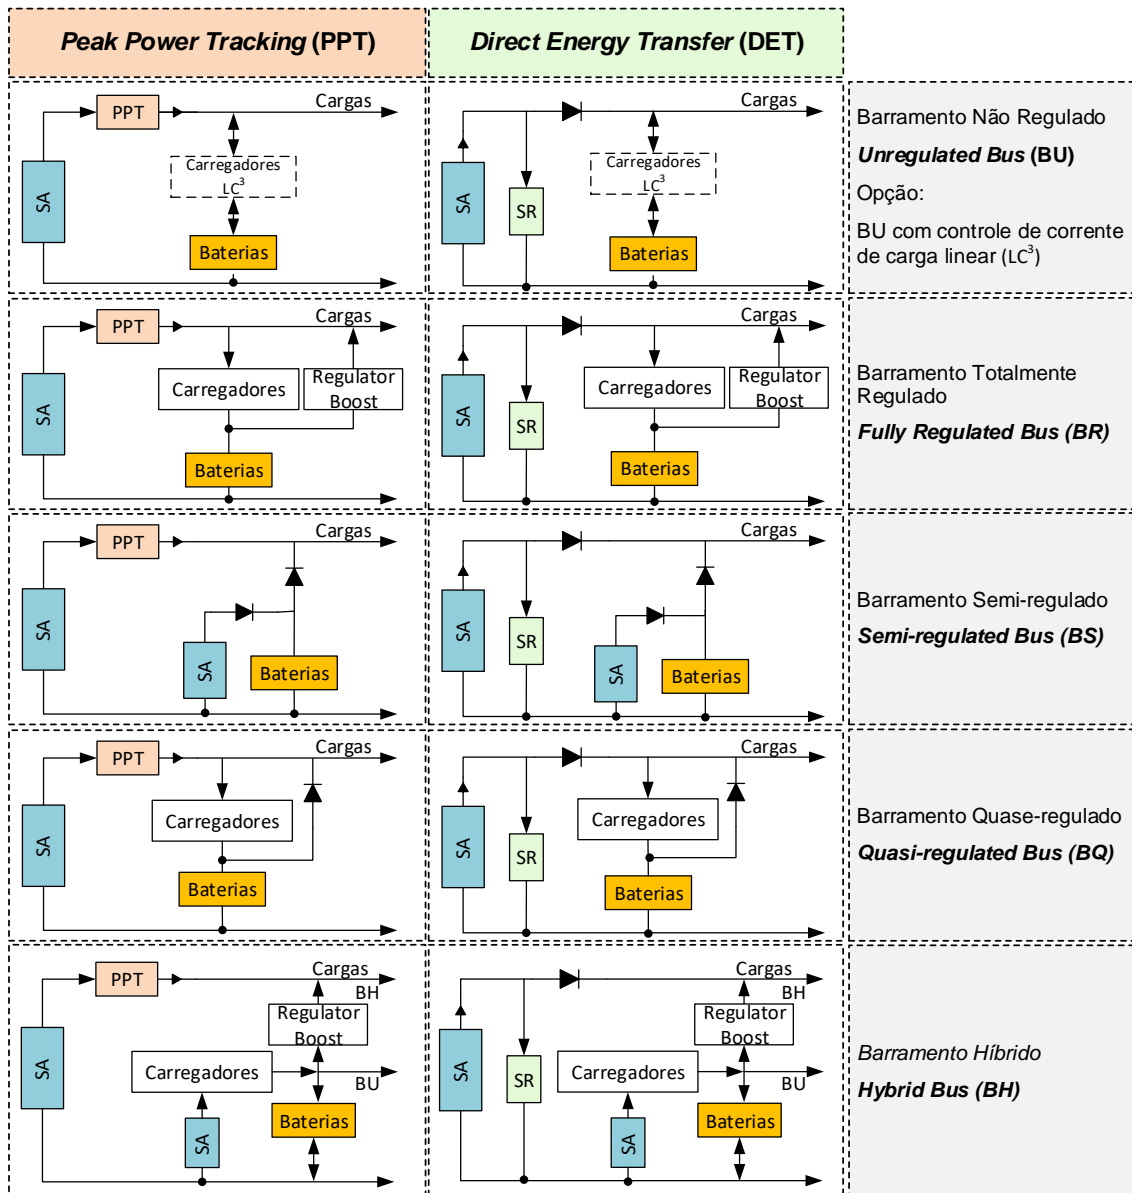 Peak Power Tracking (PPT)
Direct Energy Transfer (DET)
PPT
Cargas
SA
Carregadores
LC³
Baterias
Cargas
SA
SR
Carregadores
LC³
Baterias
Barramento Não Regulado
Unregulated Bus (BU)
Opção:
BU com controle de corrente
de carga linear (LC³)
PPT
Cargas
SA
Carregadores
Regulator
Boost
Baterias
Cargas
SA
SR
Carregadores
Regulator
Boost
Baterias
Barramento Totalmente
Regulado
Fully Regulated Bus (BR)
PPT
Cargas
SA
SA
Baterias
Cargas
SA
SR
SA
Baterias
Barramento Semi-regulado
Semi-regulated Bus (BS)
PPT
Cargas
SA
Carregadores
Baterias
Cargas
SA
SR
Carregadores
Baterias
Barramento Quase-regulado
Quasi-regulated Bus (BQ)
PPT
Cargas
BH
SA
Regulator
Boost
Carregadores
BU
SA
Baterias
Cargas
BH
SA
SR
Regulator
Boost
Carregadores
BU
SA
Baterias
Barramento Híbrido
Hybrid Bus (BH)